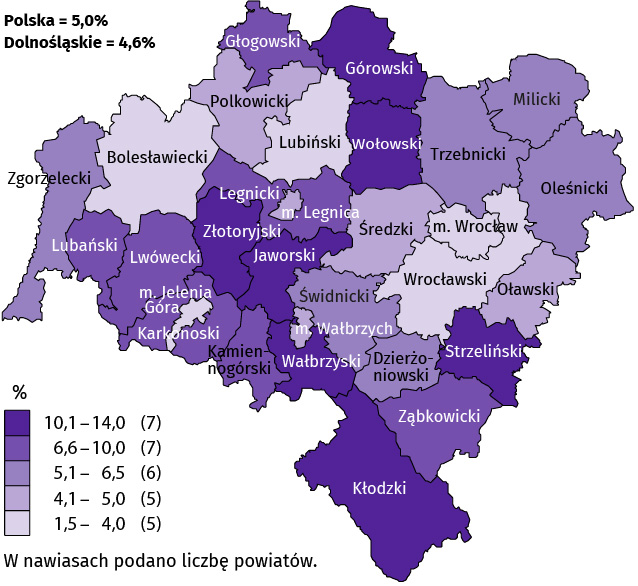 Polska = 5,0%
Dolnośląskie = 4,6%
Głogowski
Górowski
Polkowicki
Milicki
Lubiński
Wołowski
Trzebnicki
Bolesławiecki
Zgorzelecki
Oleśnicki
Legnicki
m. Legnica
Złotoryjski
Średzki
m. Wrocław
Lubański
Lwówecki
Jaworski
Wrocławski
Oławski
m. Jelenia
Góra
Świdnicki
Karkonoski
m. Wałbrzych
Kamien-
nogórski
Wałbrzyski
Dzierżo-
niowski
Strzeliński
Ząbkowicki
Kłodzki
%
10,1 – 14,0 (7)
6,6 – 10,0 (7)
5,1 – 6,5 (6)
4,1 – 5,0 (5)
1,5 – 4,0 (5)
W nawiasach podano liczbę powiatów.